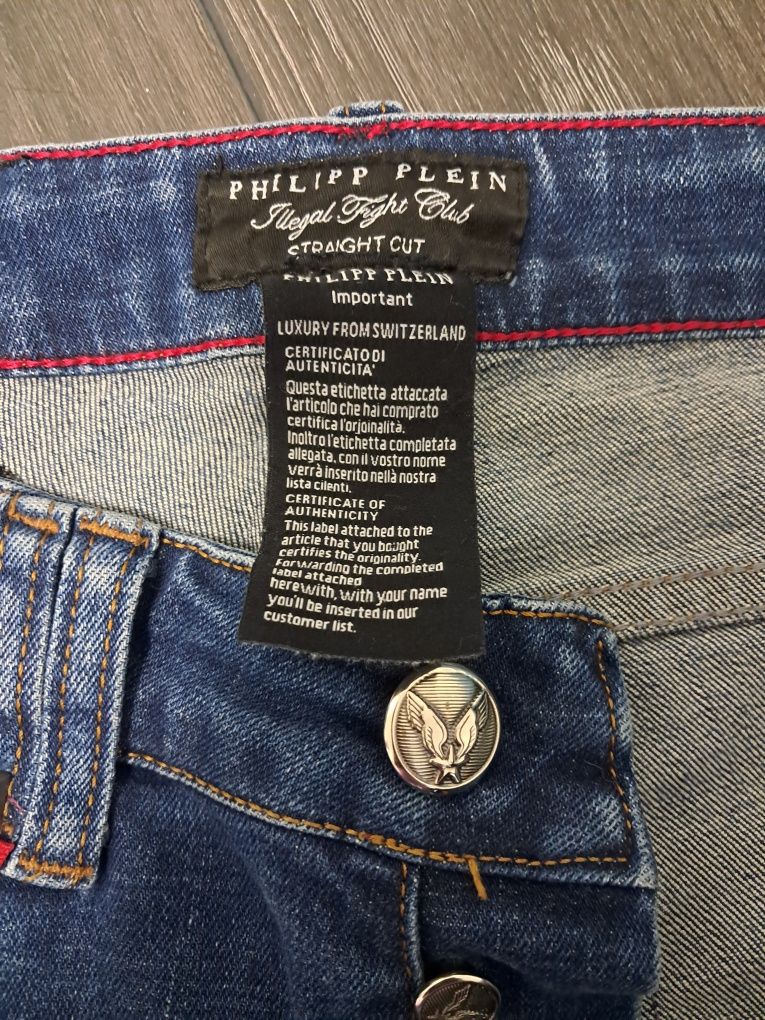 PHILIPP PLEIN
Illegal Fight Club
STRAIGHT CUT
PHILIPP PLEIN
Important
LUXURY FROM SWITZERLAND
CERTIFICATO DI
AUTENTICITA'
Questa etichetta attaccata
l'articolo che hai comprato
certifica l'orjoinalità.
Inoltro l'etichetta completata
allegata, con il vostro nome
verrà inserito nellà nostra
lista cilenti.
CERTIFICATE OF
AUTHENTICITY
This label attached to the
article that you bought
certifies the originality.
Forwarding the completed
label attached
herewith, with your name
you'll be inserted in our
customer list.